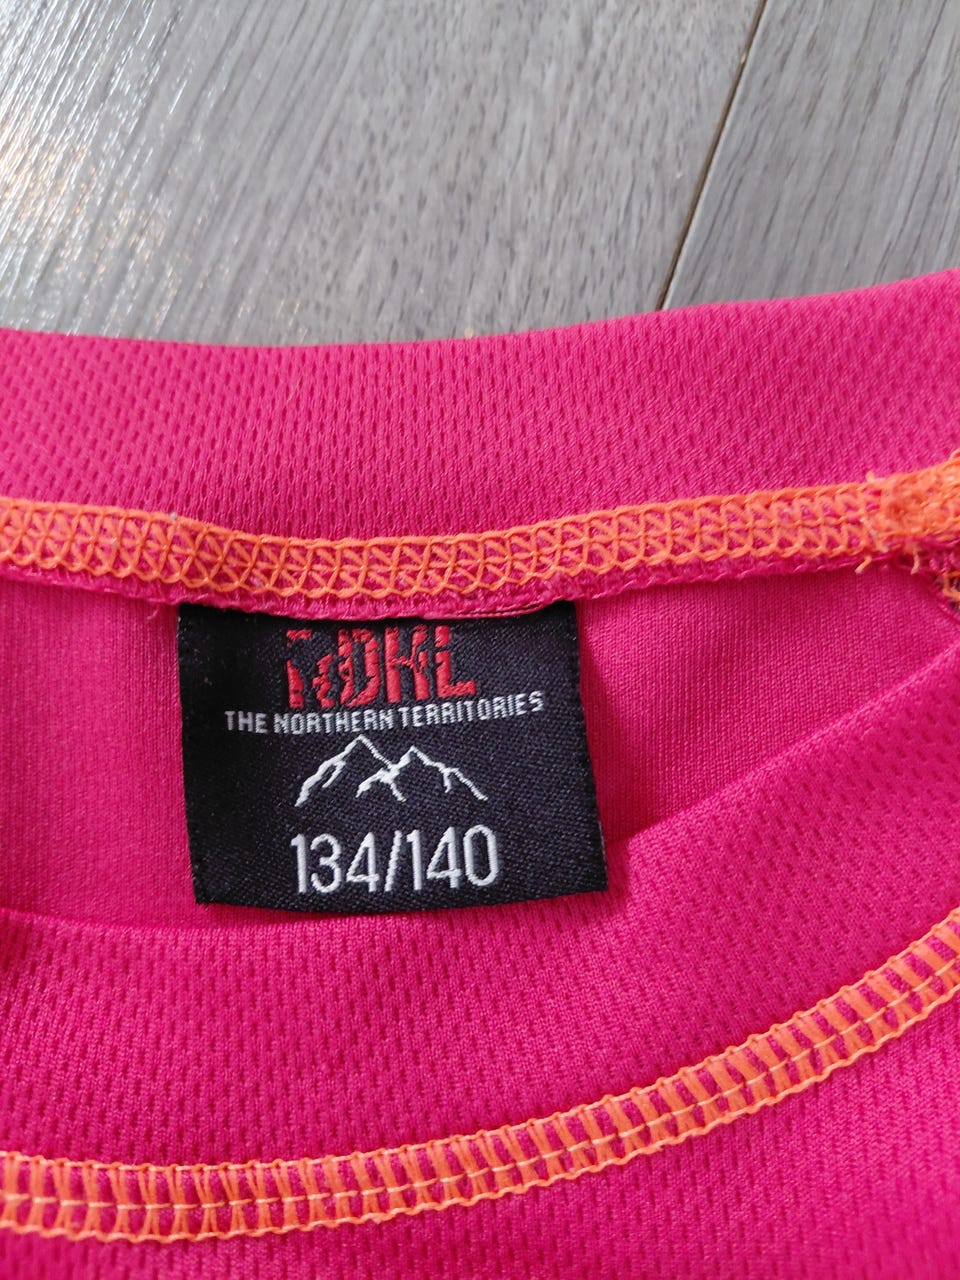 THE NORTHERN TERRITORIES
134/140